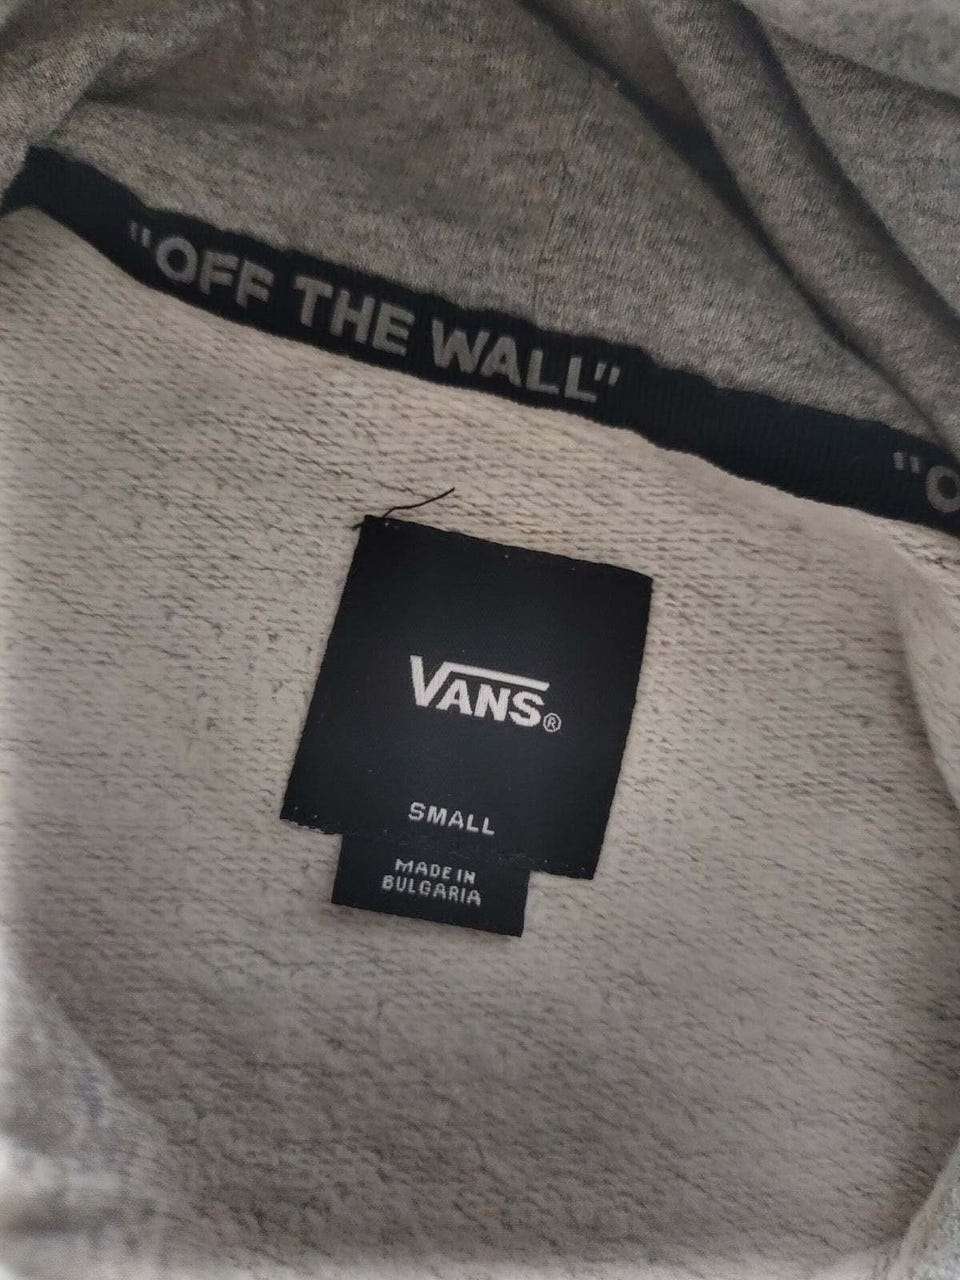 "OFF THE WALL"
"O
VANS®
SMALL
MADE IN
BULGARIA